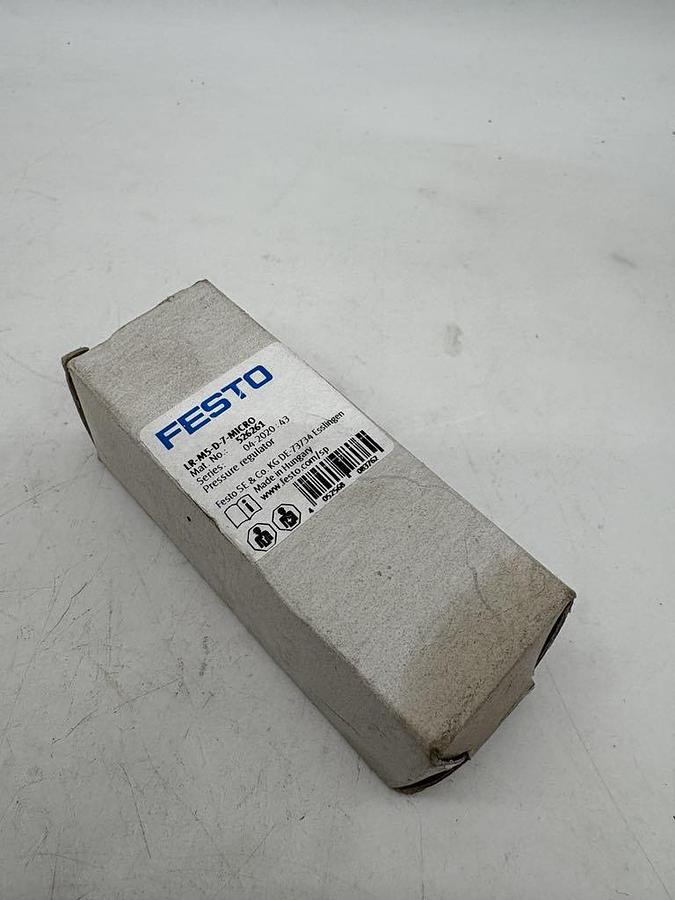 FESTO
LR-M5-D-7-MICRO
Mat. No.: 526261
Series: 04-2020 /43
Pressure regulator
Festo SE & Co. KG DE-73734 Esslingen
Made in Hungary
www.festo.com/sp
4 052568 083762